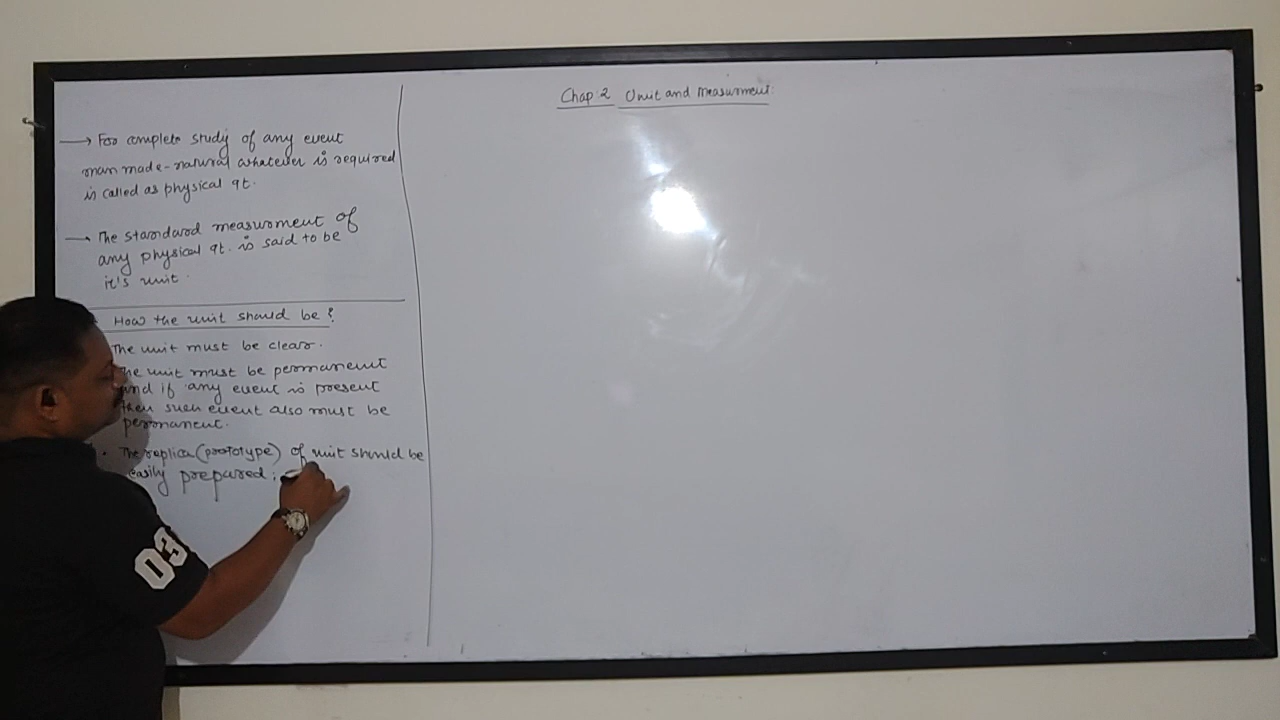 Chap 2 Unit and Measurment:
→ For complete study of any event
man made-natural whatever is required
is called as physical qt.
→ The standard measurment of
any physical qt. is said to be
it's unit.
How the unit should be?
The unit must be clear.
The unit must be permanent
and if any event is present
then such event also must be
permanent.
The replica (prototype) of unit should be
easily prepared;
03